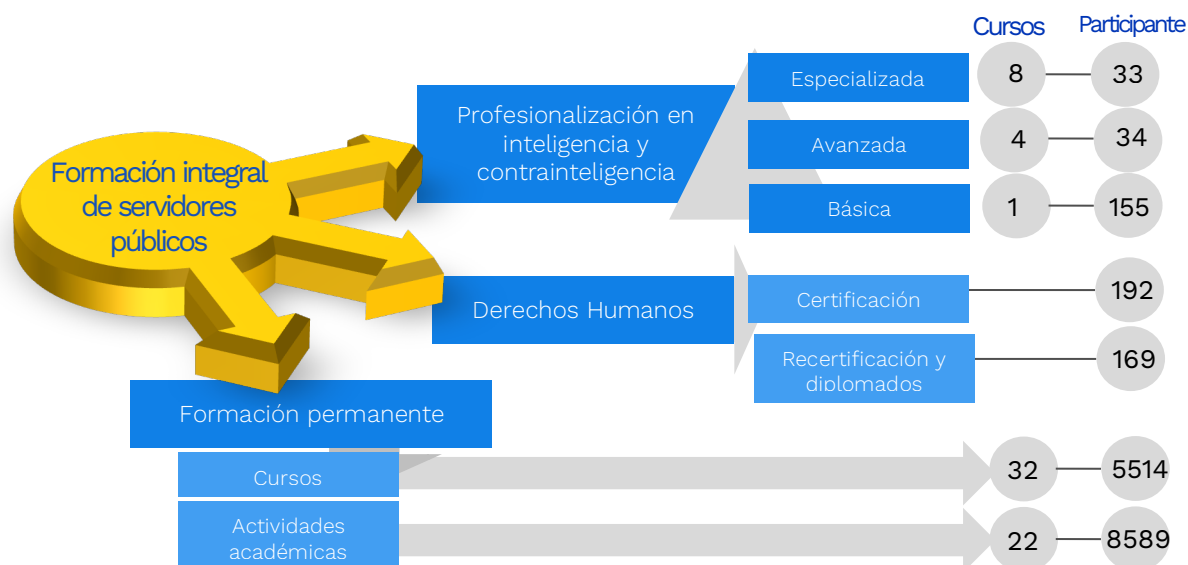 Cursos Participante
Formación integral
de servidores
públicos
Profesionalización en
inteligencia y
contrainteligencia
Especializada 8 33
Avanzada 4 34
Básica 1 155
Derechos Humanos
Certificación 192
Recertificación y
diplomados
169
Formación permanente
Cursos 32 5514
Actividades
académicas
22 8589